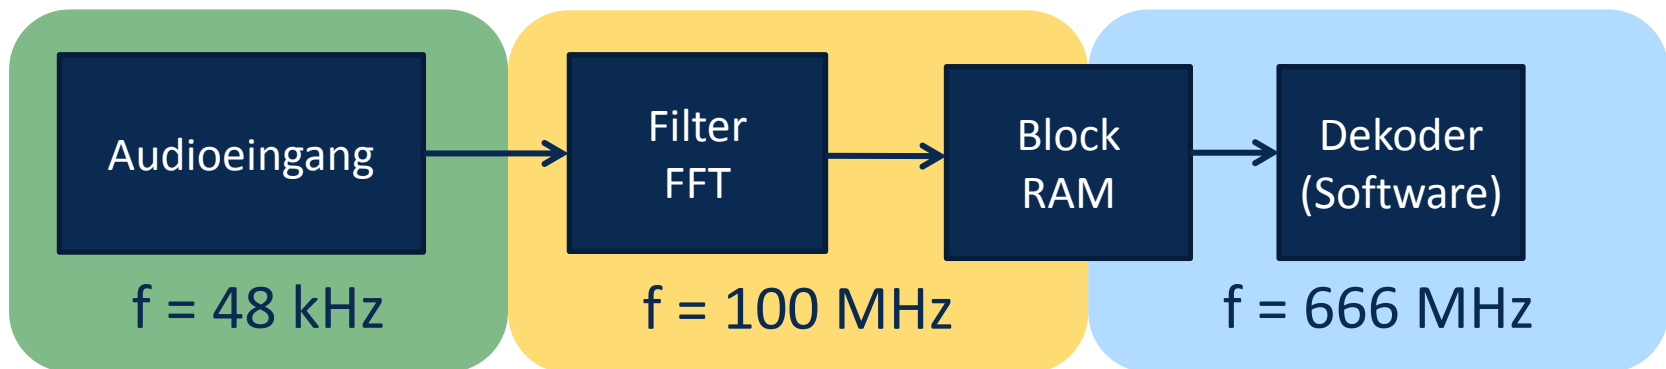 Audioeingang
Filter
FFT
Block
RAM
Dekoder
(Software)
f = 48 kHz
f = 100 MHz
f = 666 MHz